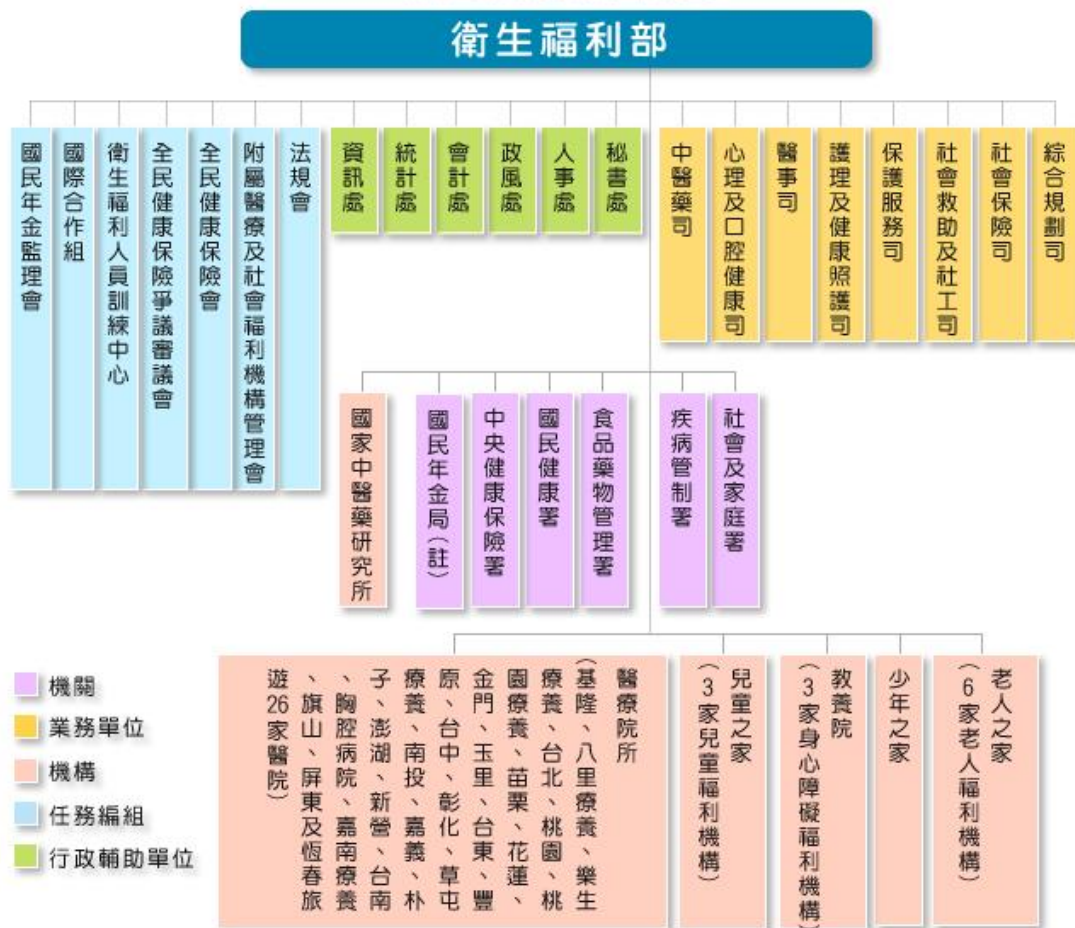 衛生福利部
國民年金監理會
國際合作組
衛生福利人員訓練中心
全民健康保險爭議審議會
全民健康保險會
附屬醫療及社會福利機構管理會
法規會
資訊處
統計處
會計處
政風處
人事處
秘書處
中醫藥司
心理及口腔健康司
醫事司
護理及健康照護司
保護服務司
社會救助及社工司
社會保險司
綜合規劃司
國家中醫藥研究所
國民年金局(註)
中央健康保險署
國民健康署
食品藥物管理署
疾病管制署
社會及家庭署
醫療院所
(基隆、八里療養、樂生
療養、台北、桃園、桃
園療養、苗栗、花蓮、
金門、玉里、台東、豐
原、台中、彰化、草屯
療養、南投、嘉義、朴
子、澎湖、新營、台南
、胸腔病院、嘉南療養
、旗山、屏東及恆春旅
遊26家醫院)
兒童之家
(3家兒童福利機構)
教養院
(3家身心障礙福利機構)
少年之家
老人之家
(6家老人福利機構)
機關
業務單位
機構
任務編組
行政輔助單位